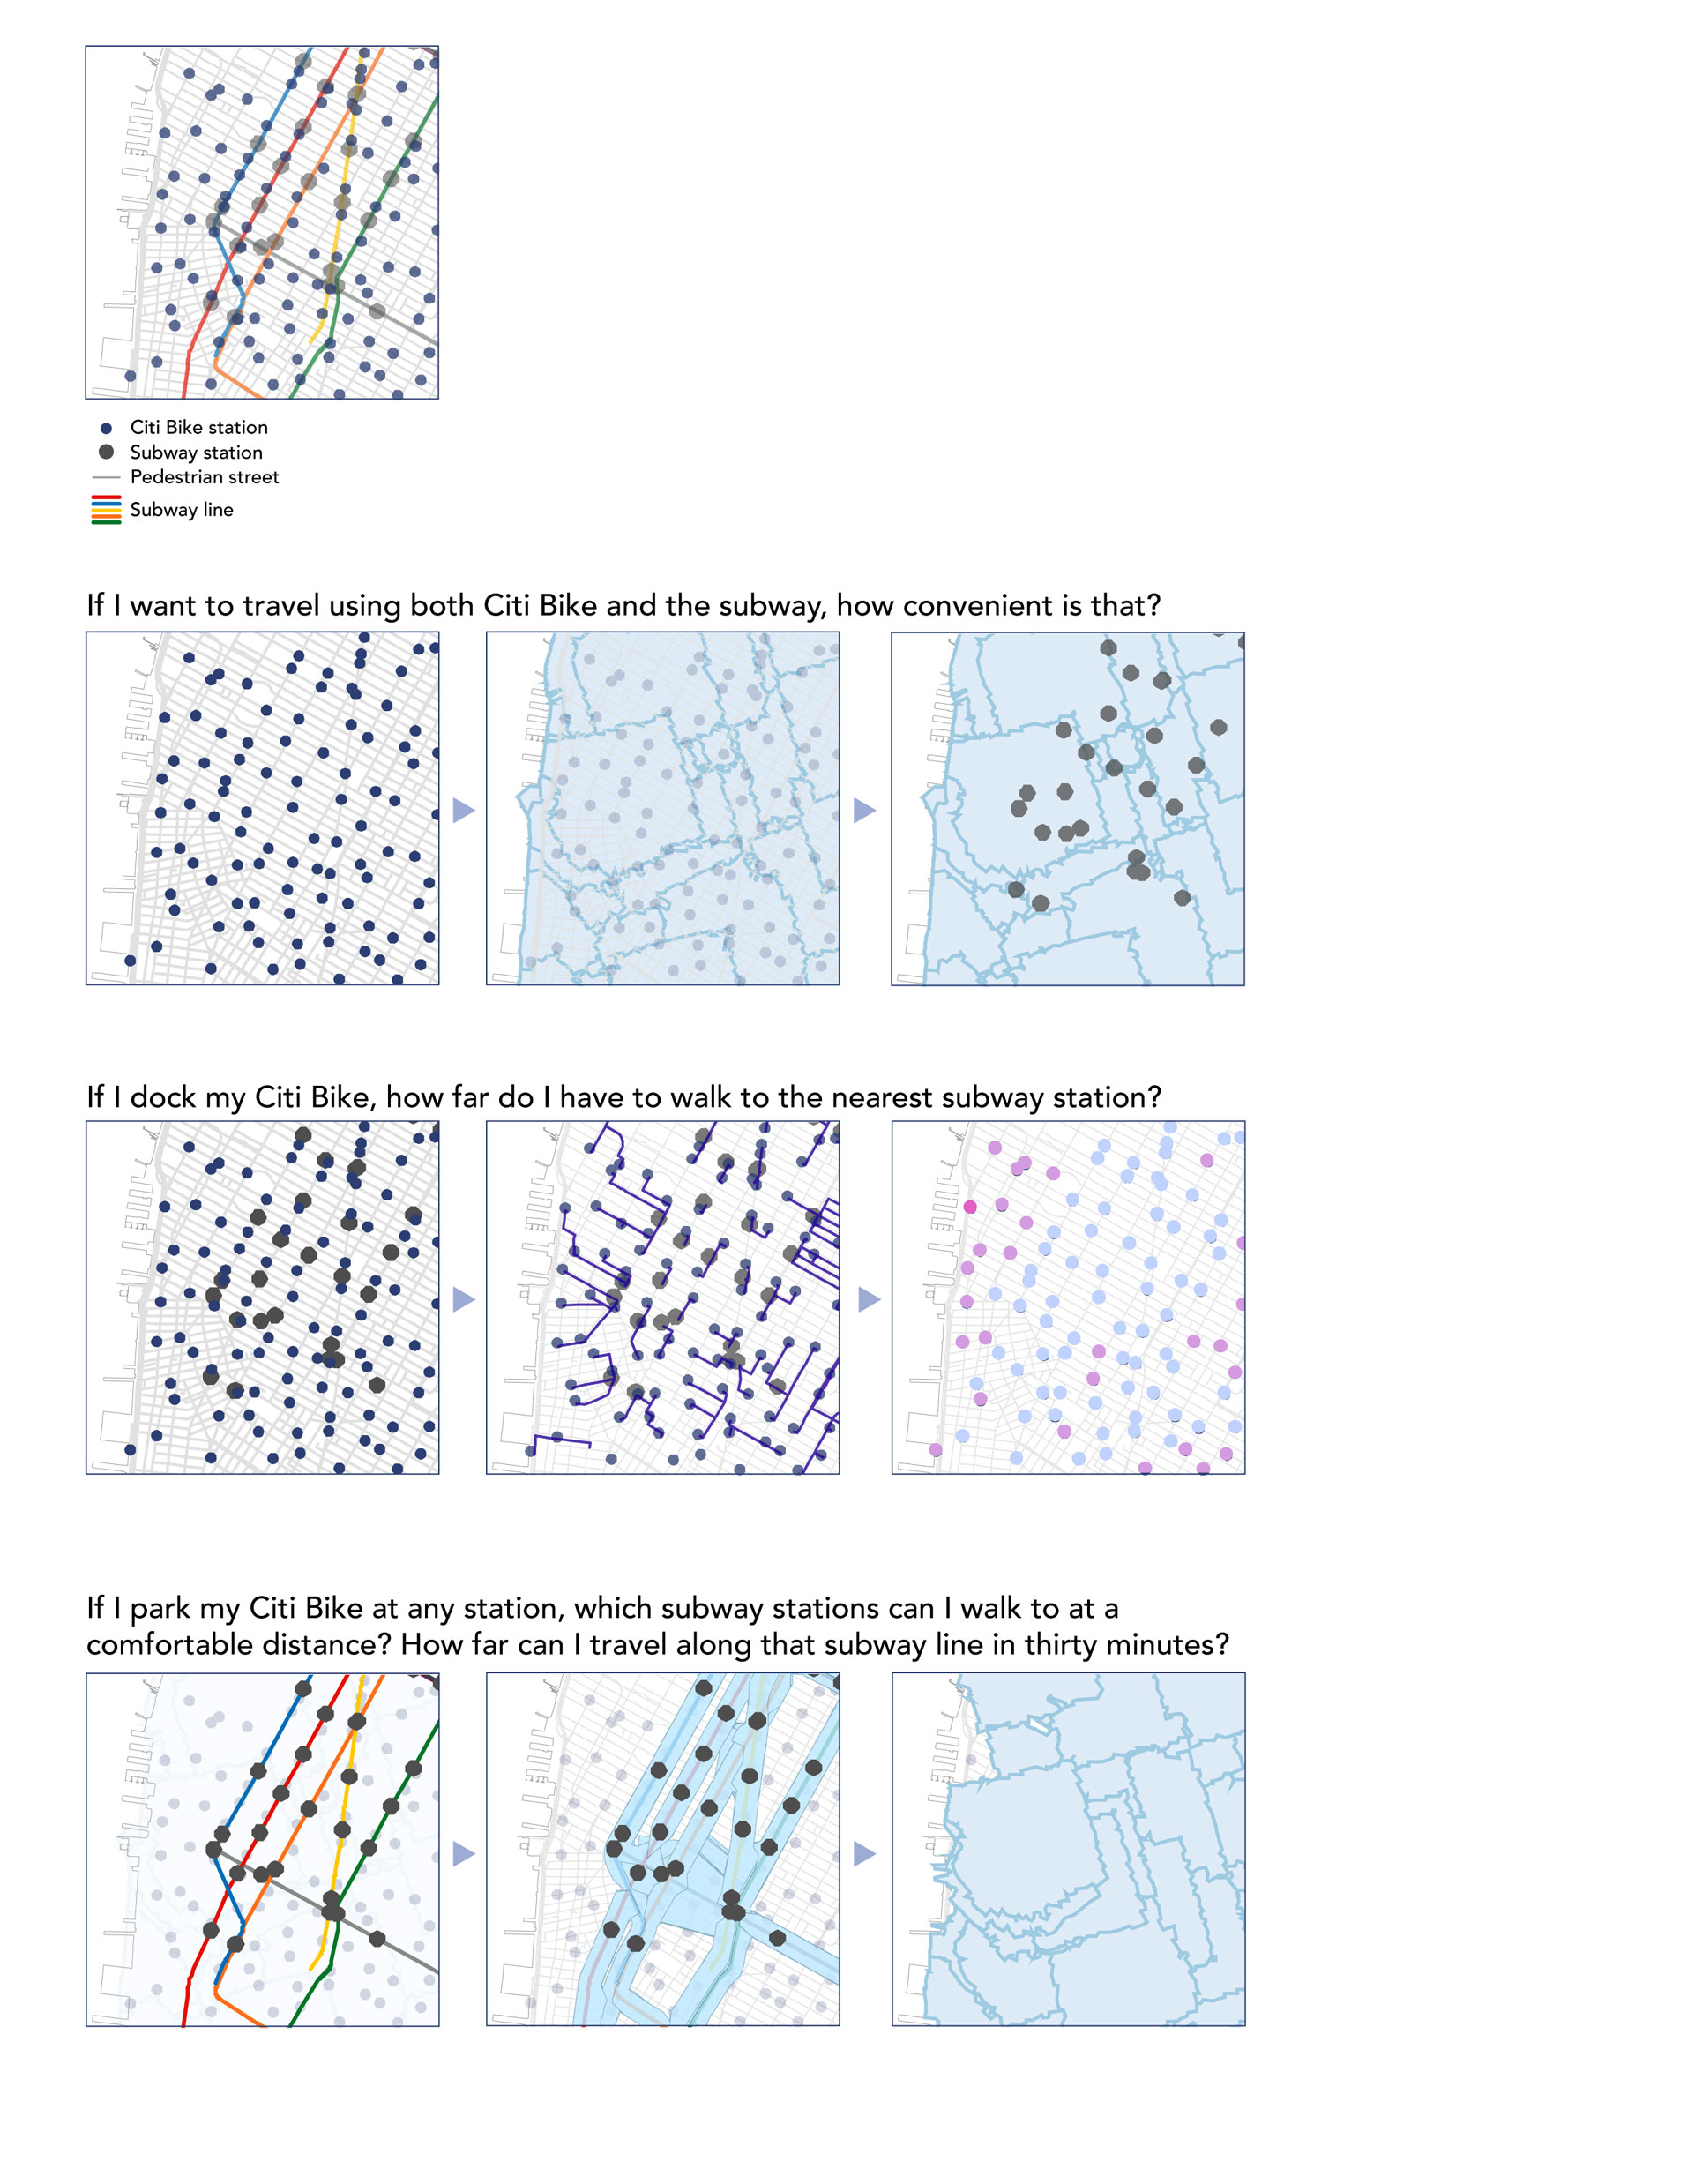 Citi Bike station
Subway station
Pedestrian street
Subway line
If I want to travel using both Citi Bike and the subway, how convenient is that?
If I dock my Citi Bike, how far do I have to walk to the nearest subway station?
If I park my Citi Bike at any station, which subway stations can I walk to at a
comfortable distance? How far can I travel along that subway line in thirty minutes?